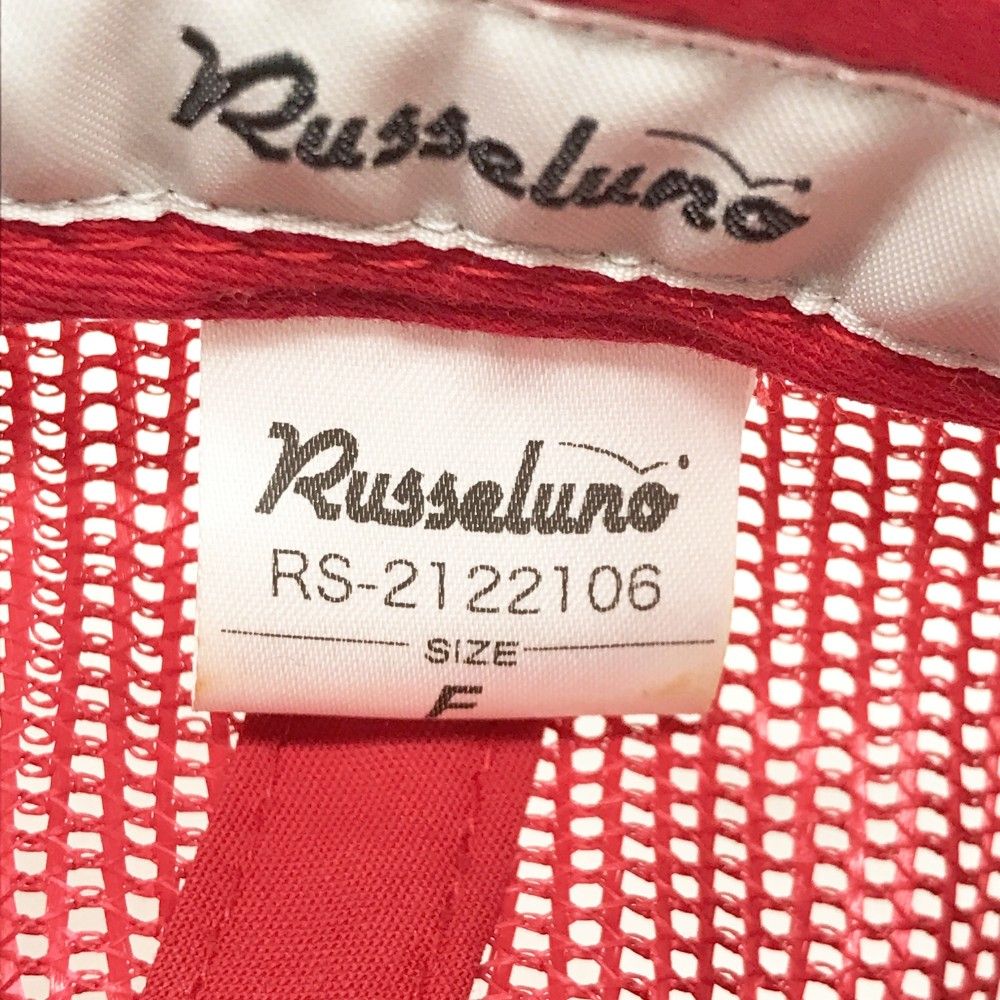 Russeluno
Russeluno
RS-2122106
SIZE
F